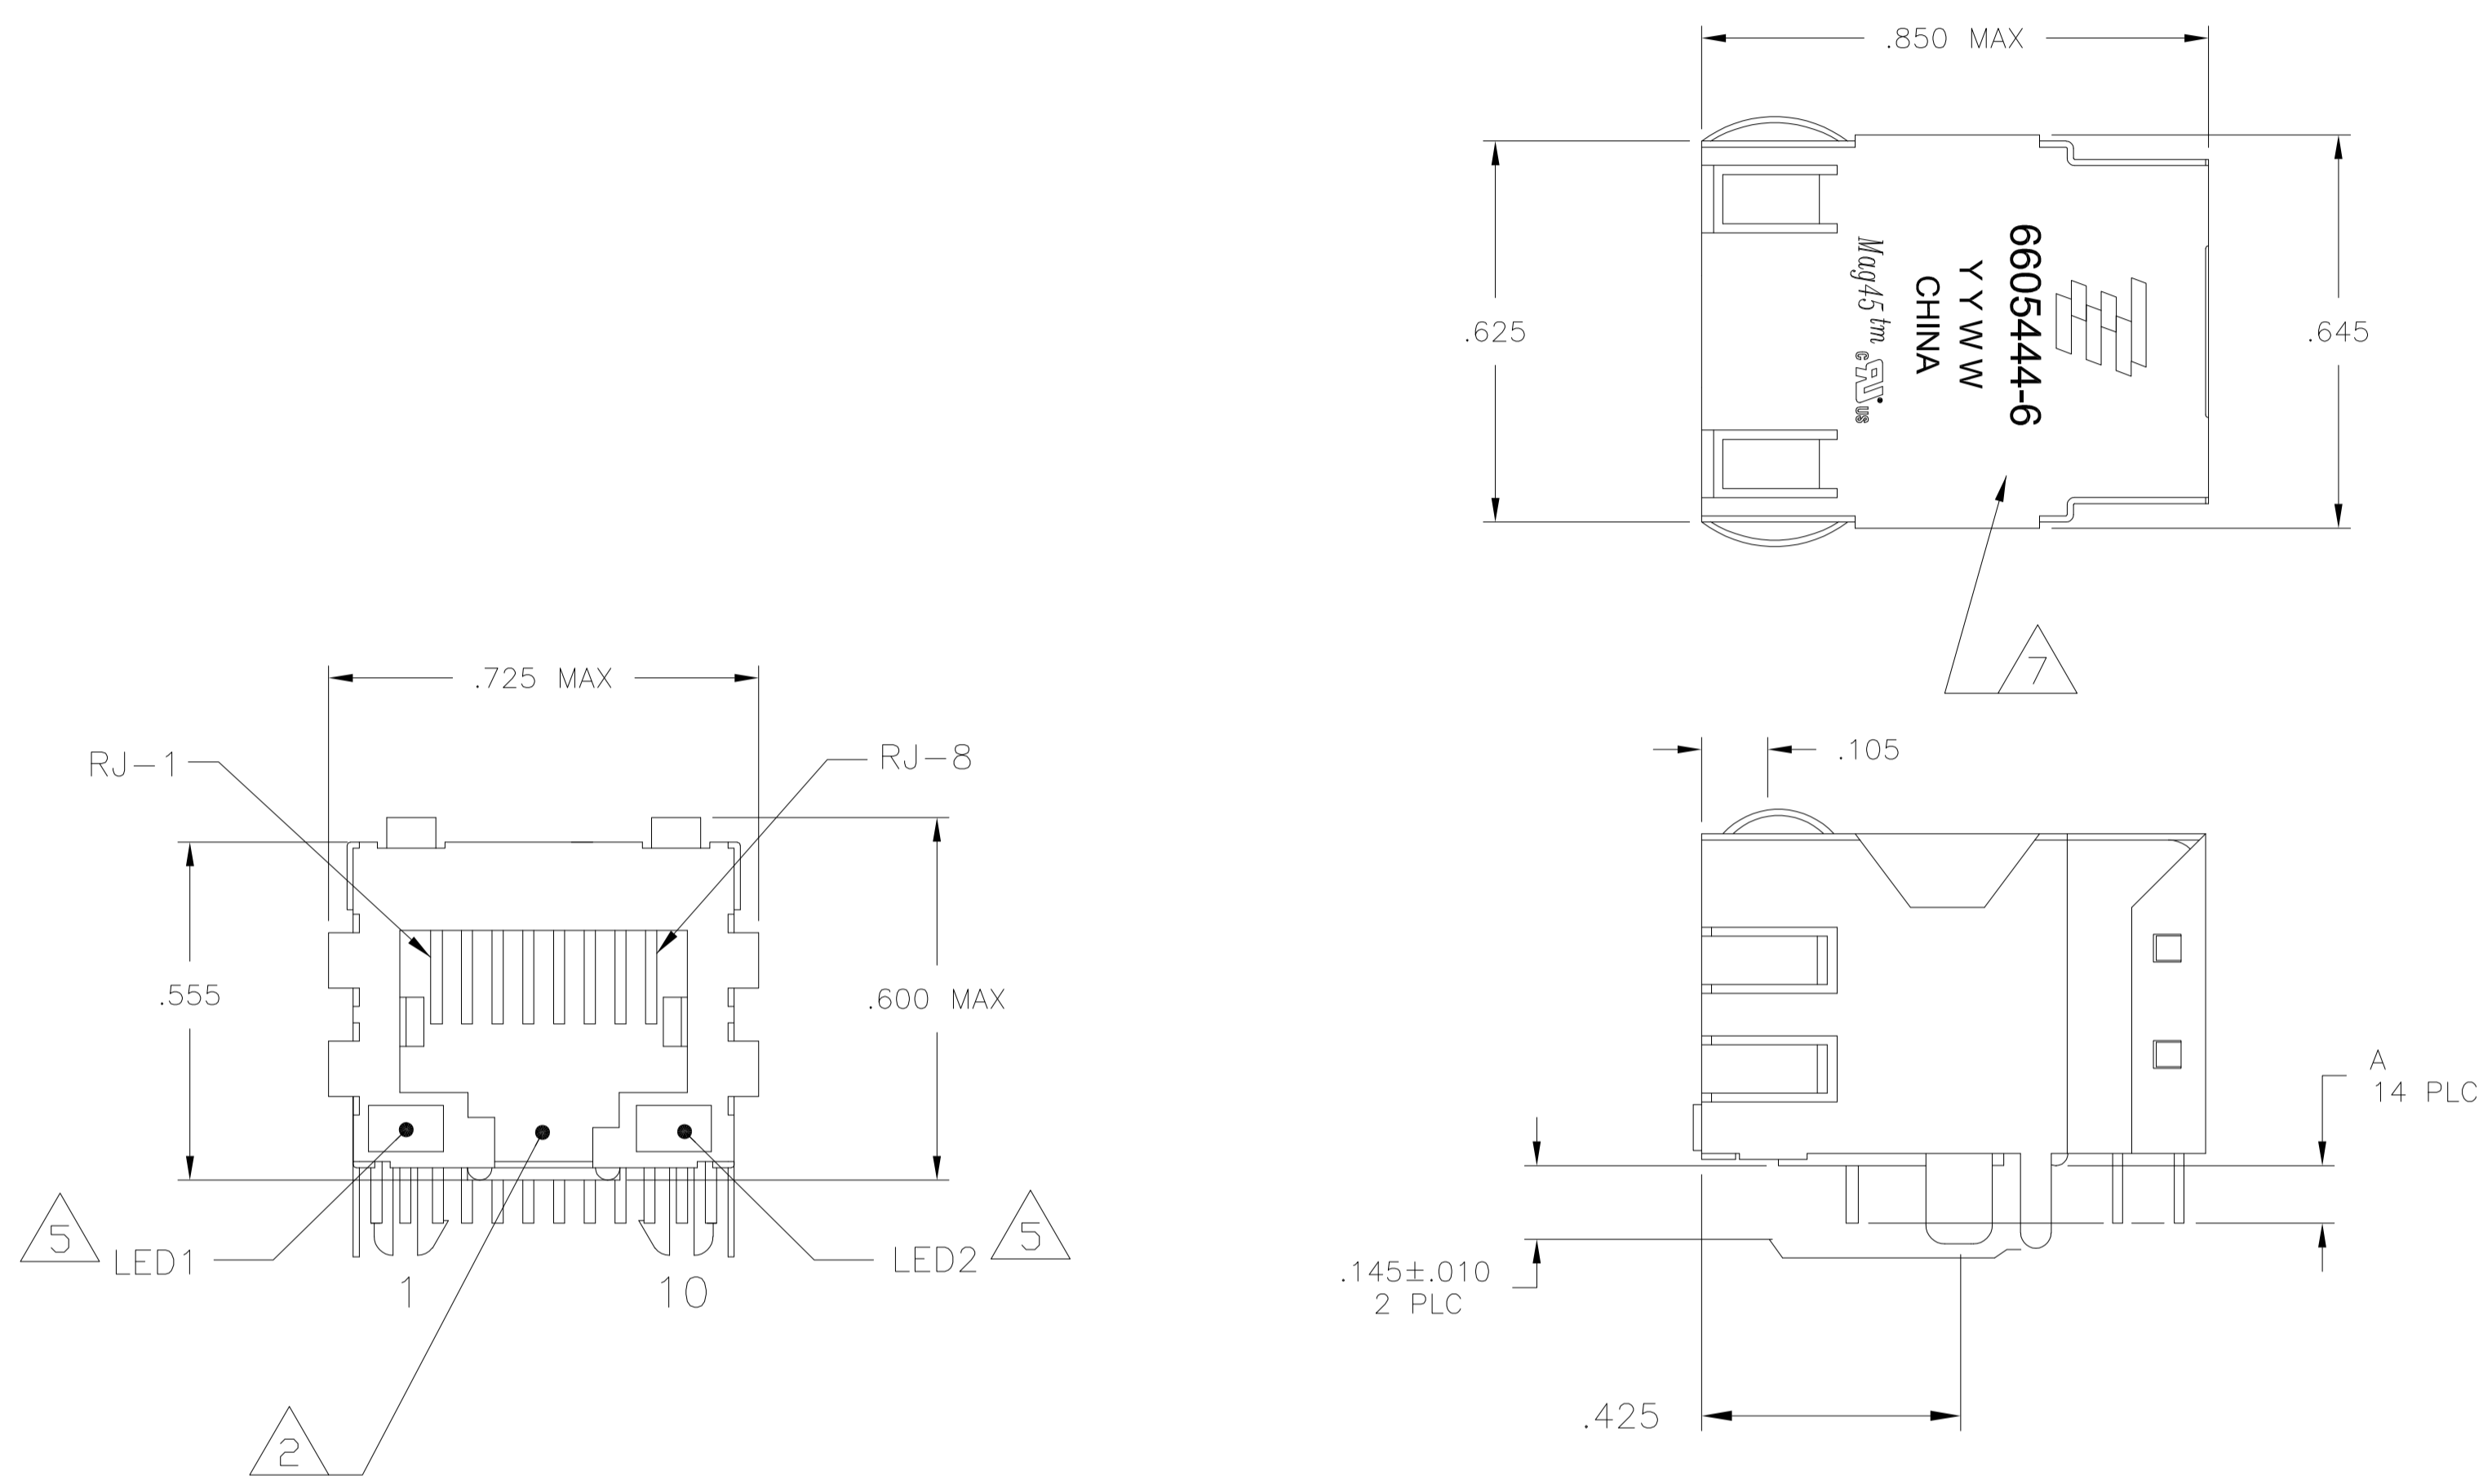 .850 MAX
.625
.645
6605444-6
YYWW
CHINA
Mag45tm
c us
7
.725 MAX
RJ-1
RJ-8
.105
.555
.600 MAX
A
14 PLC
5
LED1
LED2
5
1
10
.145±.010
2 PLC
.425
2